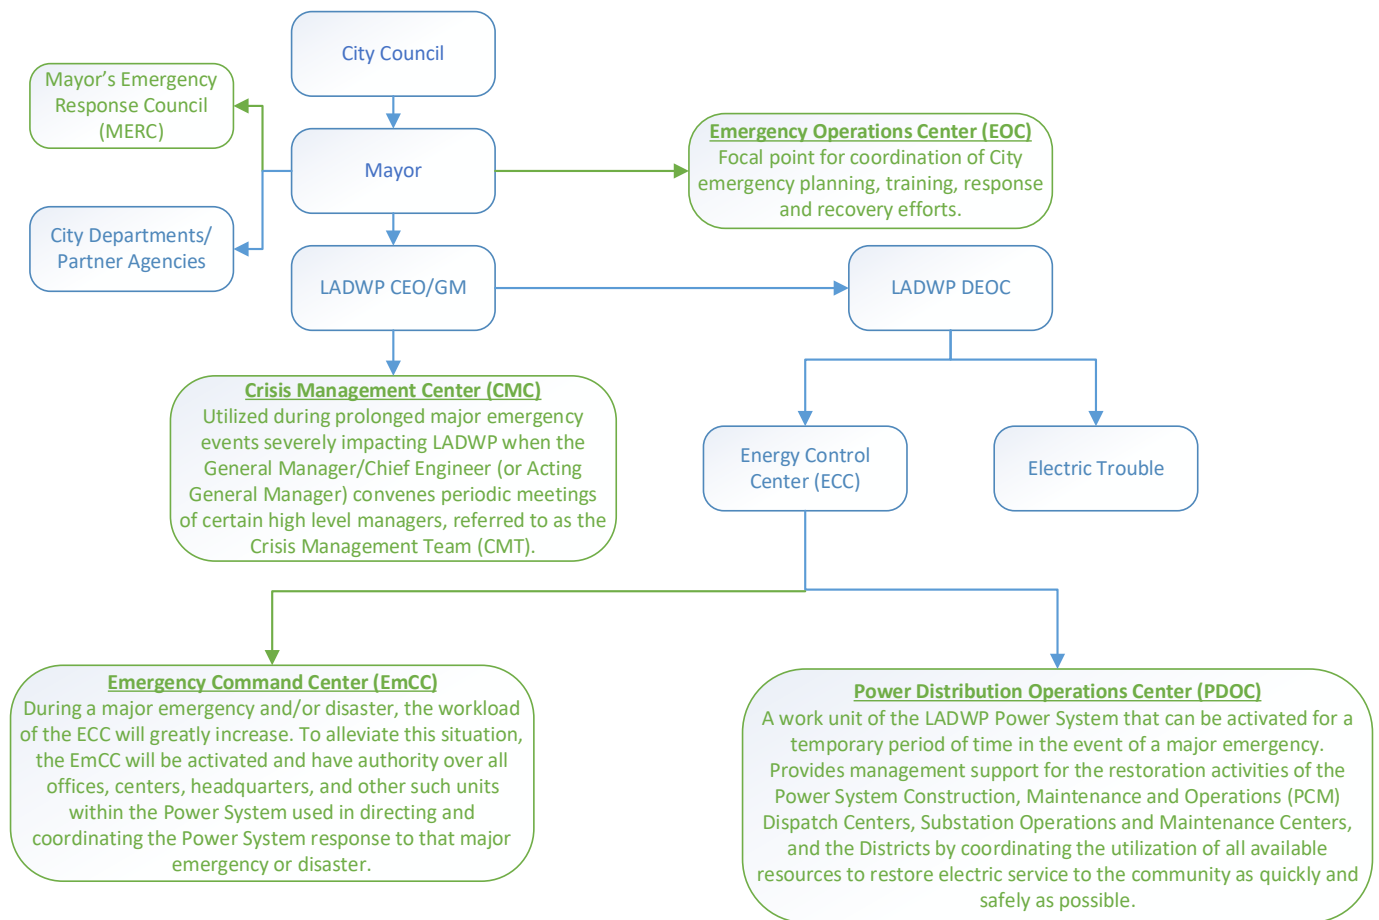 City Council
Mayor’s Emergency
Response Council
(MERC)
Mayor
Emergency Operations Center (EOC)
Focal point for coordination of City
emergency planning, training, response
and recovery efforts.
City Departments/
Partner Agencies
LADWP CEO/GM
LADWP DEOC
Crisis Management Center (CMC)
Utilized during prolonged major emergency
events severely impacting LADWP when the
General Manager/Chief Engineer (or Acting
General Manager) convenes periodic meetings
of certain high level managers, referred to as the
Crisis Management Team (CMT).
Energy Control
Center (ECC)
Electric Trouble
Emergency Command Center (EmCC)
During a major emergency and/or disaster, the workload
of the ECC will greatly increase. To alleviate this situation,
the EmCC will be activated and have authority over all
offices, centers, headquarters, and other such units
within the Power System used in directing and
coordinating the Power System response to that major
emergency or disaster.
Power Distribution Operations Center (PDOC)
A work unit of the LADWP Power System that can be activated for a
temporary period of time in the event of a major emergency.
Provides management support for the restoration activities of the
Power System Construction, Maintenance and Operations (PCM)
Dispatch Centers, Substation Operations and Maintenance Centers,
and the Districts by coordinating the utilization of all available
resources to restore electric service to the community as quickly and
safely as possible.